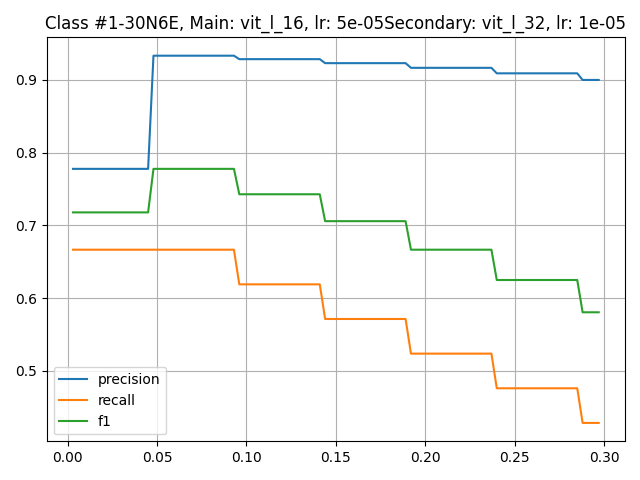 Class #1-30N6E, Main: vit_l_16, lr: 5e-05Secondary: vit_l_32, lr: 1e-05
0.9
0.8
0.7
0.6
0.5
precision
recall
f1
0.00 0.05 0.10 0.15 0.20 0.25 0.30